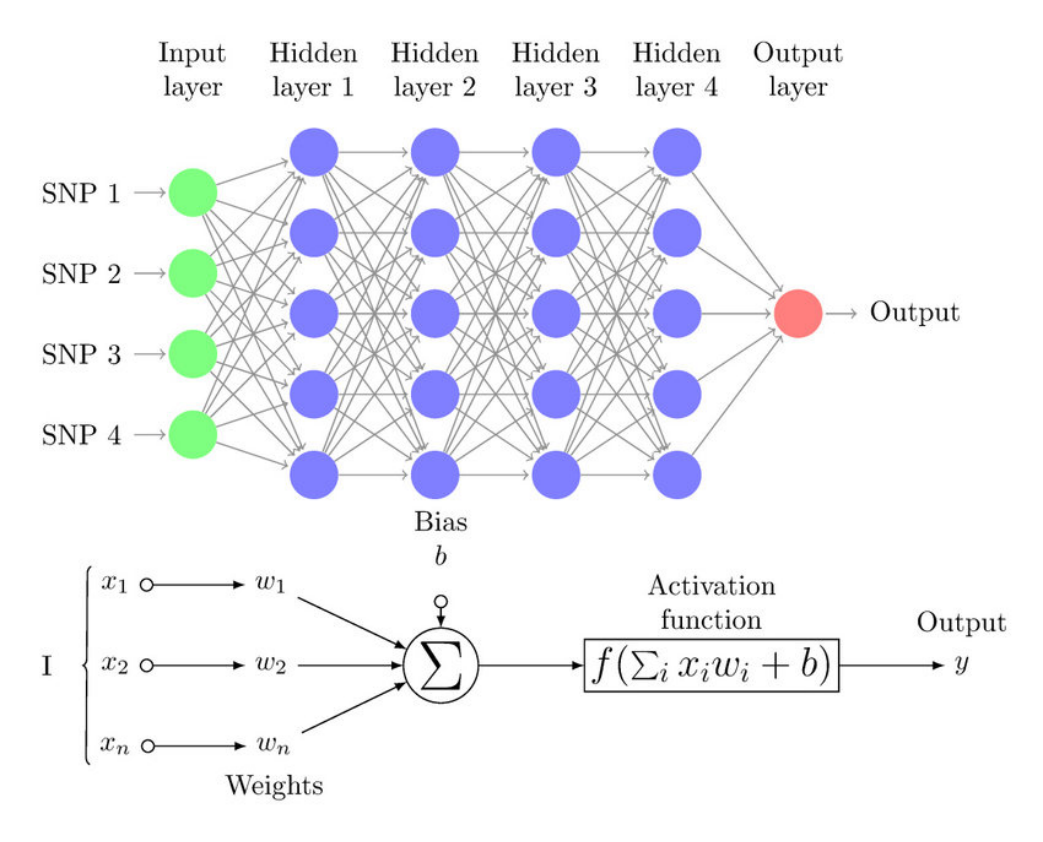 Input Hidden Hidden Hidden Hidden Output
layer layer 1 layer 2 layer 3 layer 4 layer
SNP 1
SNP 2
SNP 3
SNP 4
Output
Bias
b
I
x₁ w₁
x₂ w₂
xₙ wₙ
Weights
∑
Activation
function
f(∑ᵢ xᵢwᵢ + b)
Output
y